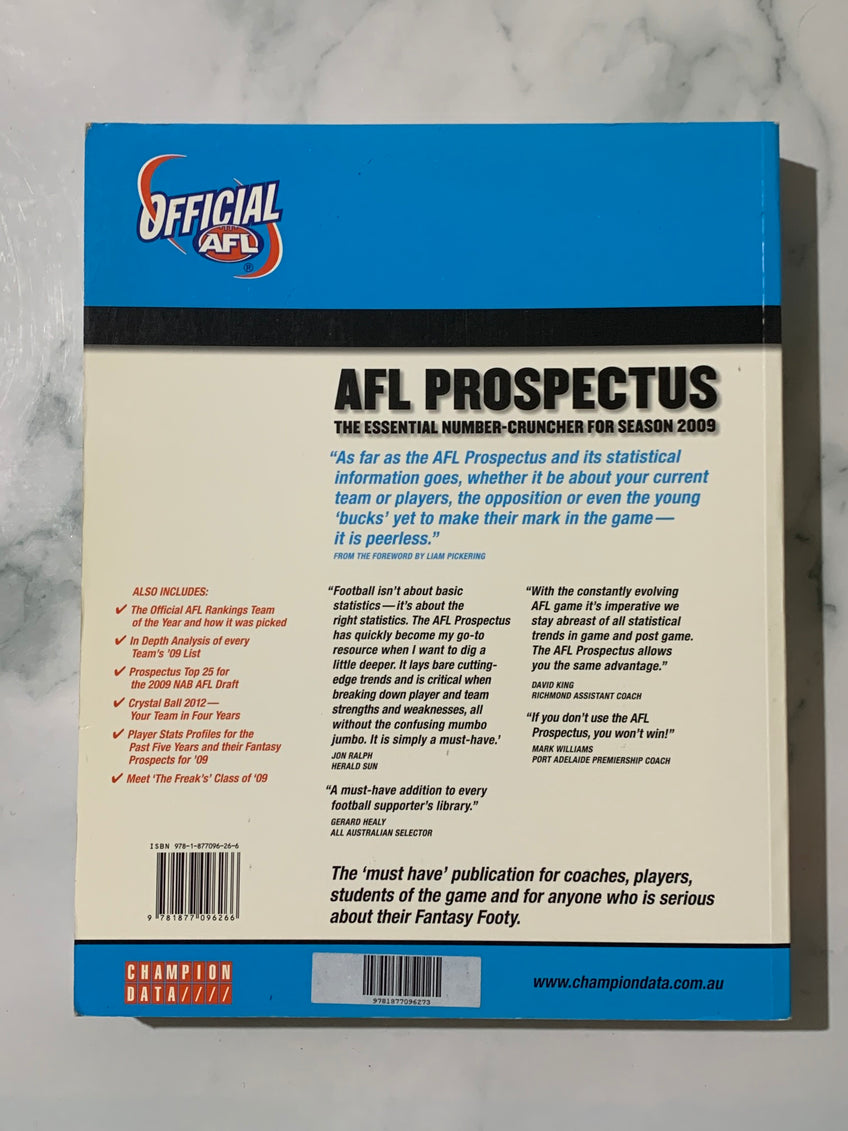 OFFICIAL
AFL
®
AFL PROSPECTUS
THE ESSENTIAL NUMBER-CRUNCHER FOR SEASON 2009
“As far as the AFL Prospectus and its statistical
information goes, whether it be about your current
team or players, the opposition or even the young
‘bucks’ yet to make their mark in the game—
it is peerless.”
FROM THE FOREWORD BY LIAM PICKERING
ALSO INCLUDES:
✓ The Official AFL Rankings Team
of the Year and how it was picked
✓ In Depth Analysis of every
Team’s ’09 List
✓ Prospectus Top 25 for
the 2009 NAB AFL Draft
✓ Crystal Ball 2012—
Your Team in Four Years
✓ Player Stats Profiles for the
Past Five Years and their Fantasy
Prospects for ’09
✓ Meet ‘The Freak’s’ Class of ‘09
“Football isn’t about basic
statistics—it’s about the
right statistics. The AFL Prospectus
has quickly become my go-to
resource when I want to dig a
little deeper. It lays bare cutting-
edge trends and is critical when
breaking down player and team
strengths and weaknesses, all
without the confusing mumbo
jumbo. It is simply a must-have.’
JON RALPH
HERALD SUN
“A must-have addition to every
football supporter’s library.”
GERARD HEALY
ALL AUSTRALIAN SELECTOR
“With the constantly evolving
AFL game it’s imperative we
stay abreast of all statistical
trends in game and post game.
The AFL Prospectus allows
you the same advantage.”
DAVID KING
RICHMOND ASSISTANT COACH
“If you don’t use the AFL
Prospectus, you won’t win!”
MARK WILLIAMS
PORT ADELAIDE PREMIERSHIP COACH
The ‘must have’ publication for coaches, players,
students of the game and for anyone who is serious
about their Fantasy Footy.
ISBN 978-1-877096-26-6
9 781877 096266
CHAMPION
DATA////
9781877096273
www.championdata.com.au